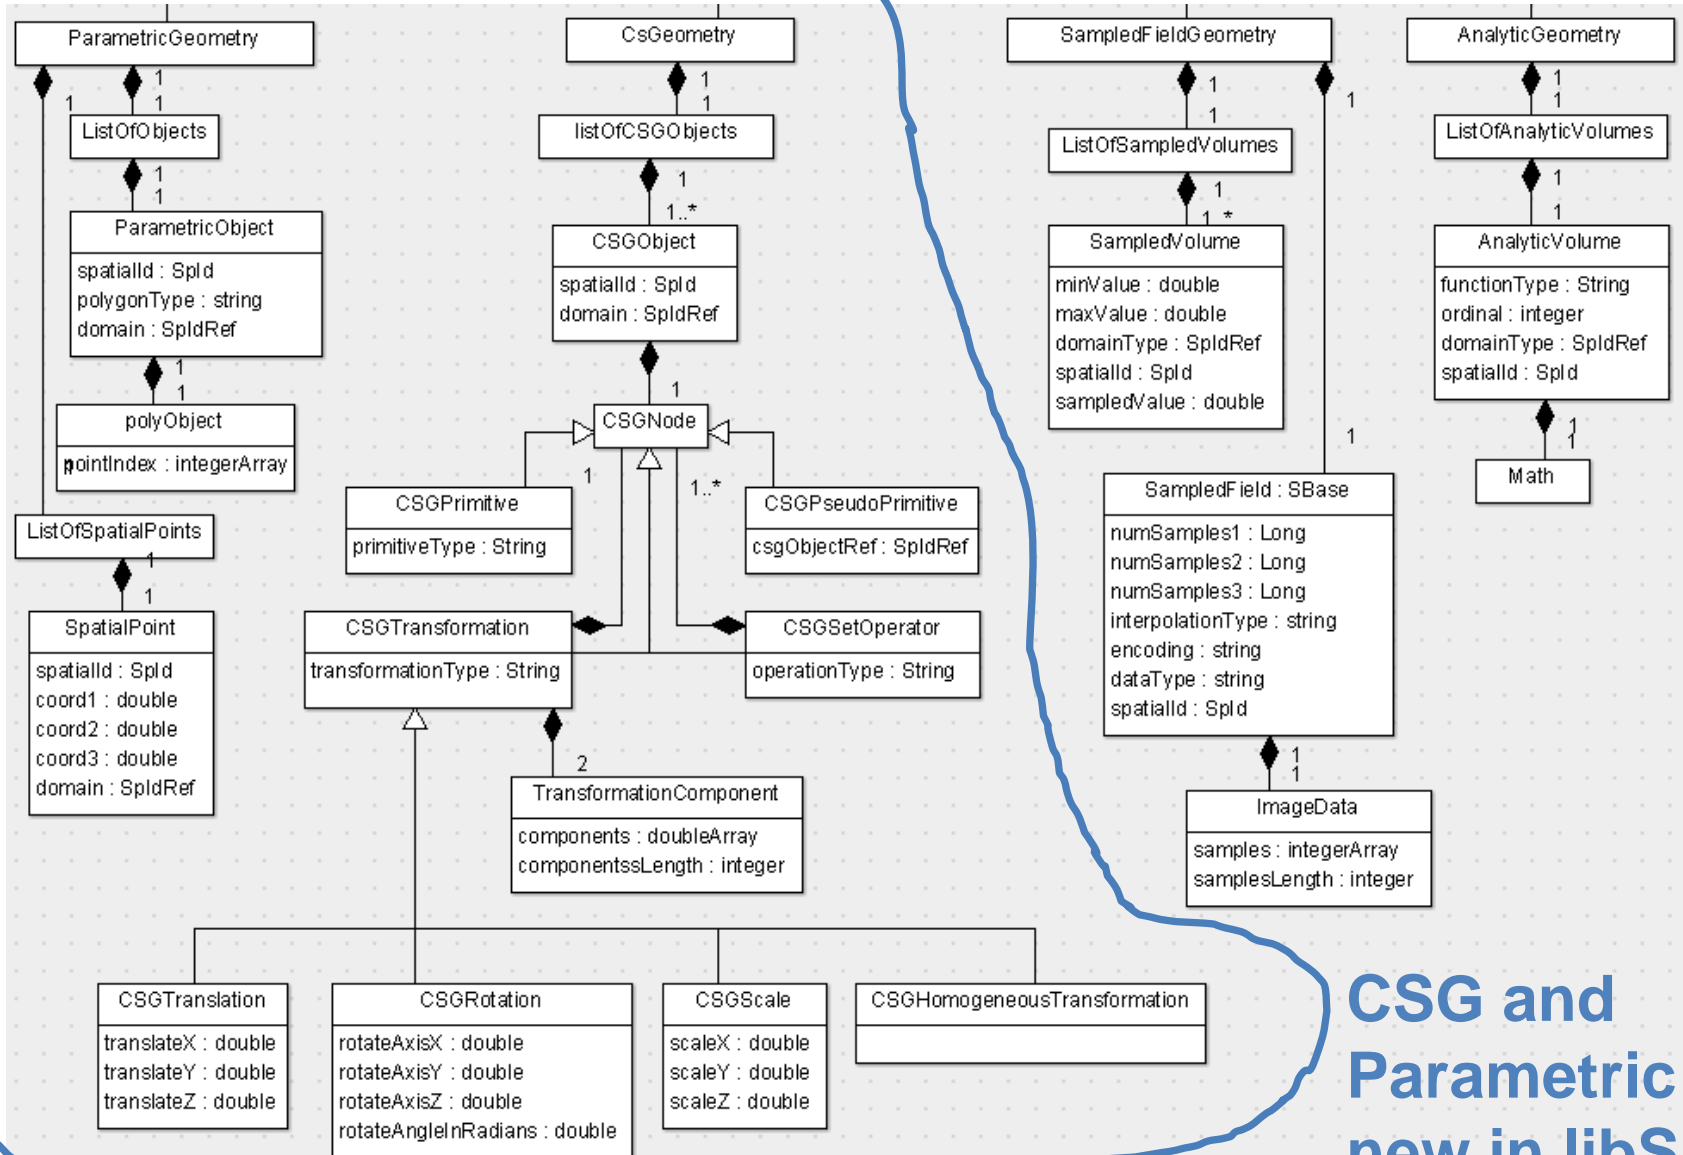 ParametricGeometry
1
1
1
ListOfObjects
1
1
ParametricObject
spatialId : SpId
polygonType : string
domain : SpIdRef
1
1
polyObject
pointIndex : integerArray
ListOfSpatialPoints
1
1
SpatialPoint
spatialId : SpId
coord1 : double
coord2 : double
coord3 : double
domain : SpIdRef
CsGeometry
1
1
listOfCSGObjects
1
1..*
CSGObject
spatialId : SpId
domain : SpIdRef
1
CSGNode
1
1..*
CSGPrimitive
primitiveType : String
CSGPseudoPrimitive
csgObjectRef : SpIdRef
CSGTransformation
transformationType : String
CSGSetOperator
operationType : String
2
TransformationComponent
components : doubleArray
componentssLength : integer
CSGTranslation
translateX : double
translateY : double
translateZ : double
CSGRotation
rotateAxisX : double
rotateAxisY : double
rotateAxisZ : double
rotateAngleInRadians : double
CSGScale
scaleX : double
scaleY : double
scaleZ : double
CSGHomogeneousTransformation
SampledFieldGeometry
1
1
1
ListOfSampledVolumes
1
1..*
SampledVolume
minValue : double
maxValue : double
domainType : SpIdRef
spatialId : SpId
sampledValue : double
1
SampledField : SBase
numSamples1 : Long
numSamples2 : Long
numSamples3 : Long
interpolationType : string
encoding : string
dataType : string
spatialId : SpId
1
1
ImageData
samples : integerArray
samplesLength : integer
AnalyticGeometry
1
1
ListOfAnalyticVolumes
1
1
AnalyticVolume
functionType : String
ordinal : integer
domainType : SpIdRef
spatialId : SpId
1
1
Math
CSG and
Parametric
new in libS